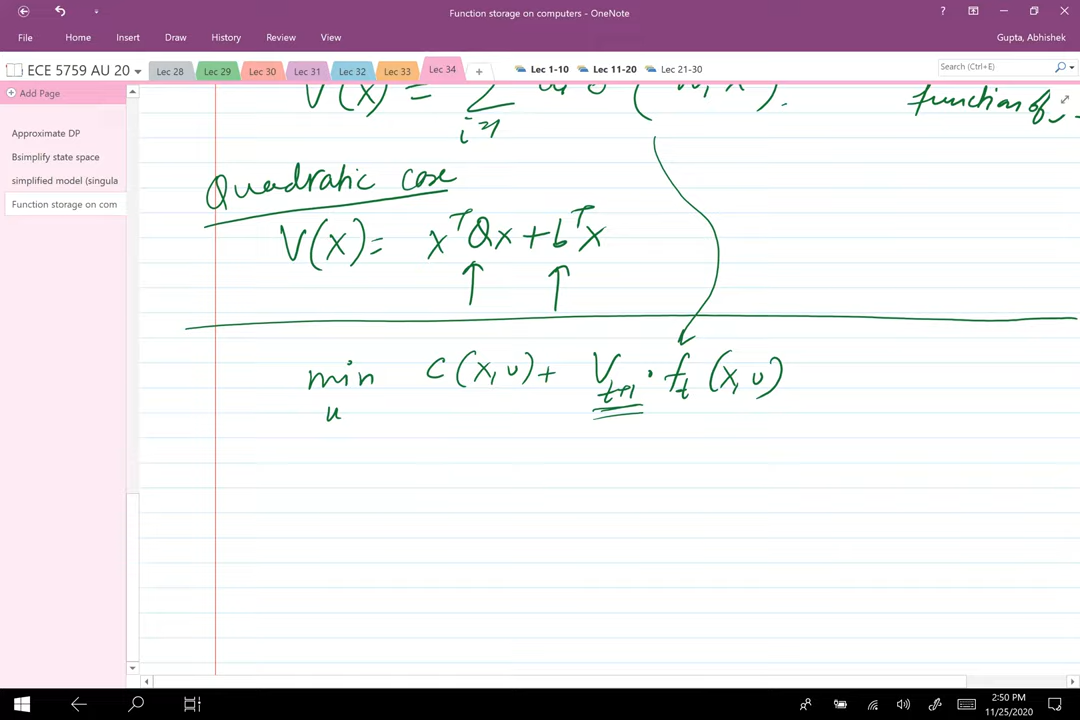 Function storage on computers - OneNote
Gupta, Abhishek
File Home Insert Draw History Review View
ECE 5759 AU 20
Lec 28 Lec 29 Lec 30 Lec 31 Lec 32 Lec 33 Lec 34 + Lec 1-10 Lec 11-20 Lec 21-30
Search (Ctrl+E)
Add Page
Approximate DP
Bsimplify state space
simplified model (singula
Function storage on com
V(x) = Σ
function of
Quadratic case
V(x) = x^T Q x + b^T x
min c(x, u) + V_{t+1} · f_t (x, u)
u
2:50 PM
11/25/2020